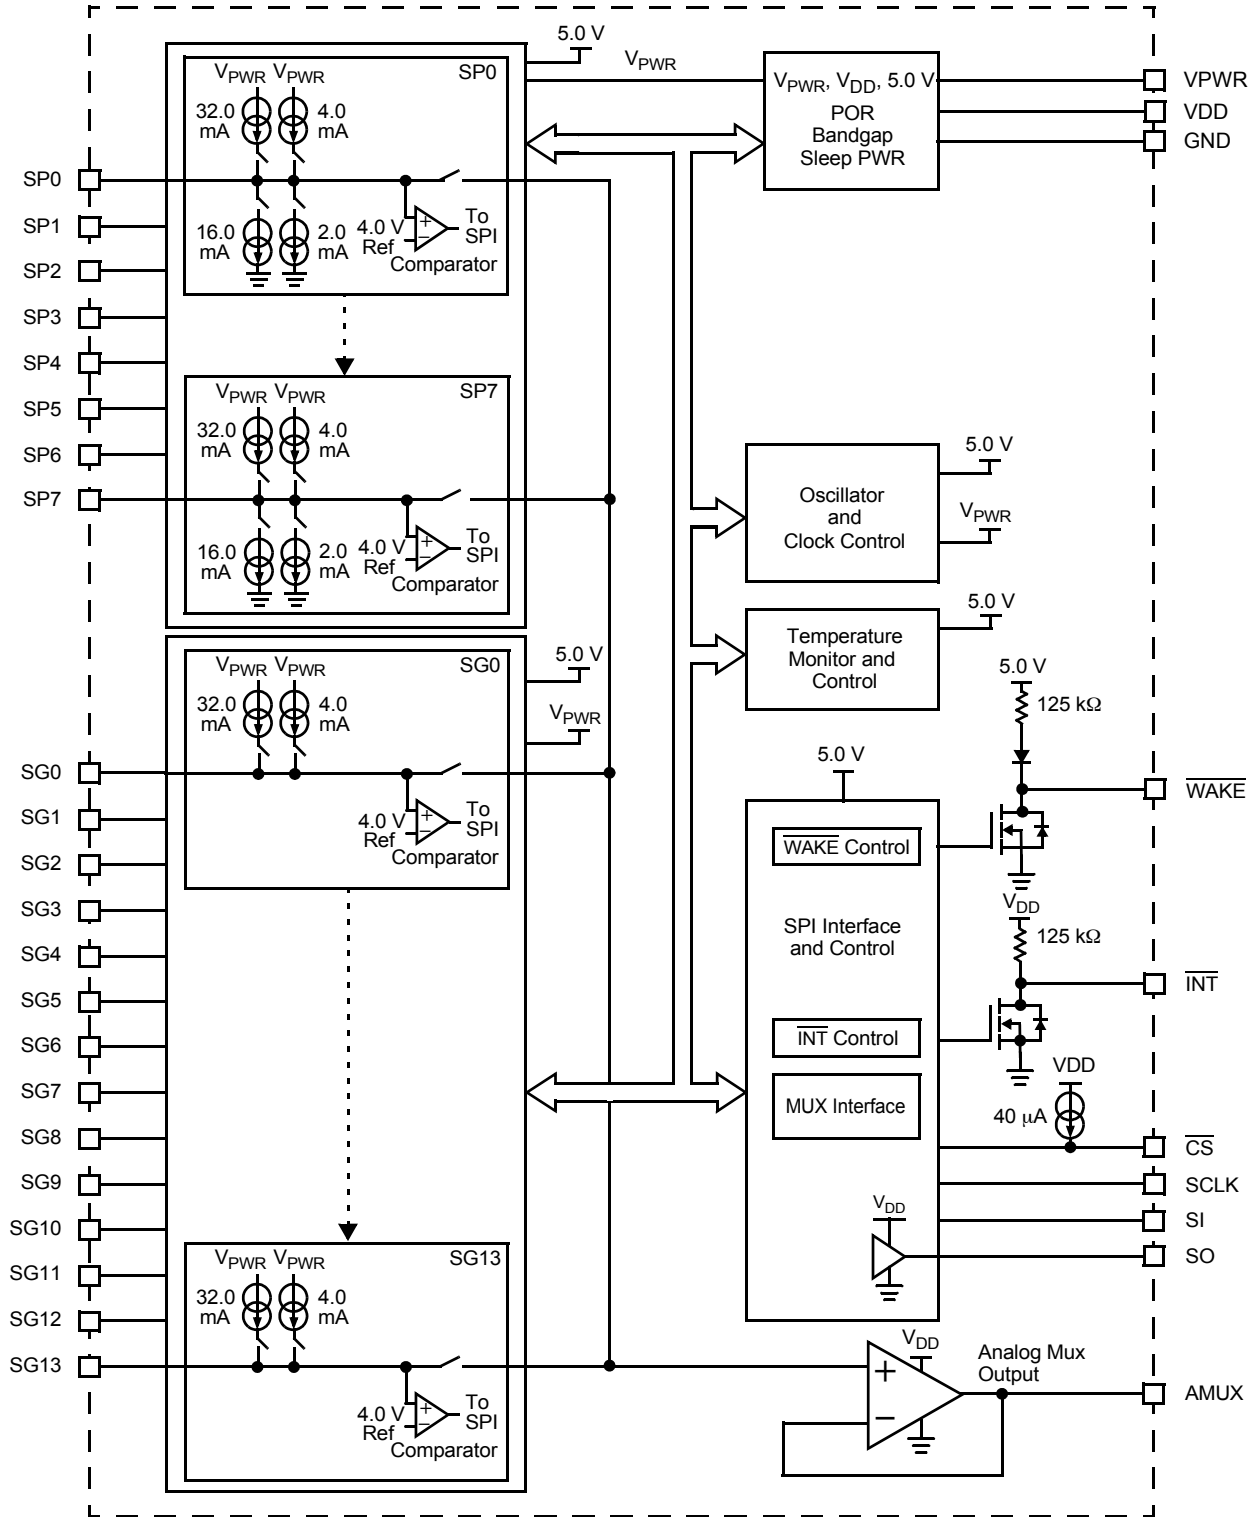 5.0 V
VPWR
VPWR VPWR
SP0
32.0
mA
4.0
mA
16.0
mA
2.0
mA
4.0 V
Ref
+
−
To
SPI
Comparator
VPWR VPWR
SP7
32.0
mA
4.0
mA
16.0
mA
2.0
mA
4.0 V
Ref
+
−
To
SPI
Comparator
5.0 V
VPWR
VPWR VPWR
SG0
32.0
mA
4.0
mA
4.0 V
Ref
+
−
To
SPI
Comparator
VPWR VPWR
SG13
32.0
mA
4.0
mA
4.0 V
Ref
+
−
To
SPI
Comparator
SP0
SP1
SP2
SP3
SP4
SP5
SP6
SP7
SG0
SG1
SG2
SG3
SG4
SG5
SG6
SG7
SG8
SG9
SG10
SG11
SG12
SG13
VPWR, VDD, 5.0 V
POR
Bandgap
Sleep PWR
VPWR
VDD
GND
Oscillator
and
Clock Control
5.0 V
VPWR
Temperature
Monitor and
Control
5.0 V
5.0 V
125 kΩ
WAKE
5.0 V
WAKE Control
SPI Interface
and Control
INT Control
MUX Interface
VDD
125 kΩ
INT
VDD
40 μA
CS
SCLK
SI
VDD
SO
+
−
VDD
Analog Mux
Output
AMUX